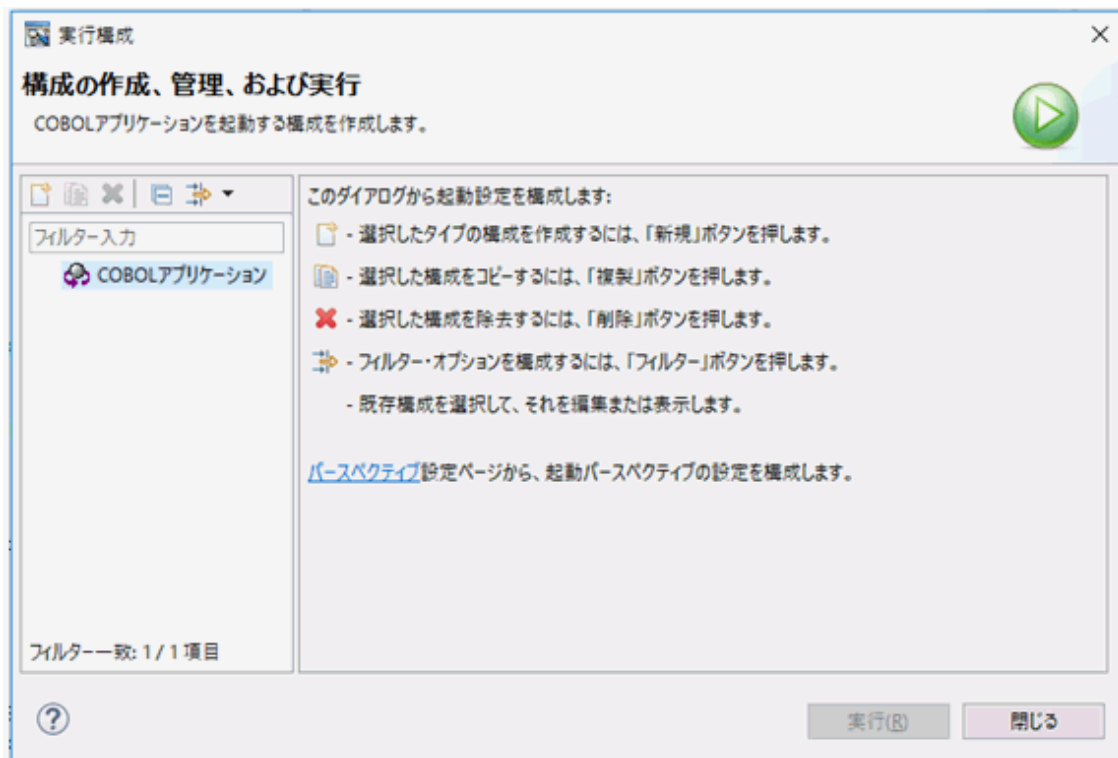 実行構成
構成の作成、管理、および実行
COBOLアプリケーションを起動する構成を作成します。
フィルター入力
COBOLアプリケーション
フィルター一致: 1 / 1 項目
このダイアログから起動設定を構成します:
- 選択したタイプの構成を作成するには、「新規」ボタンを押します。
- 選択した構成をコピーするには、「複製」ボタンを押します。
- 選択した構成を除去するには、「削除」ボタンを押します。
- フィルター・オプションを構成するには、「フィルター」ボタンを押します。
- 既存構成を選択して、それを編集または表示します。
パースペクティブ設定ページから、起動パースペクティブの設定を構成します。
実行(R)
閉じる